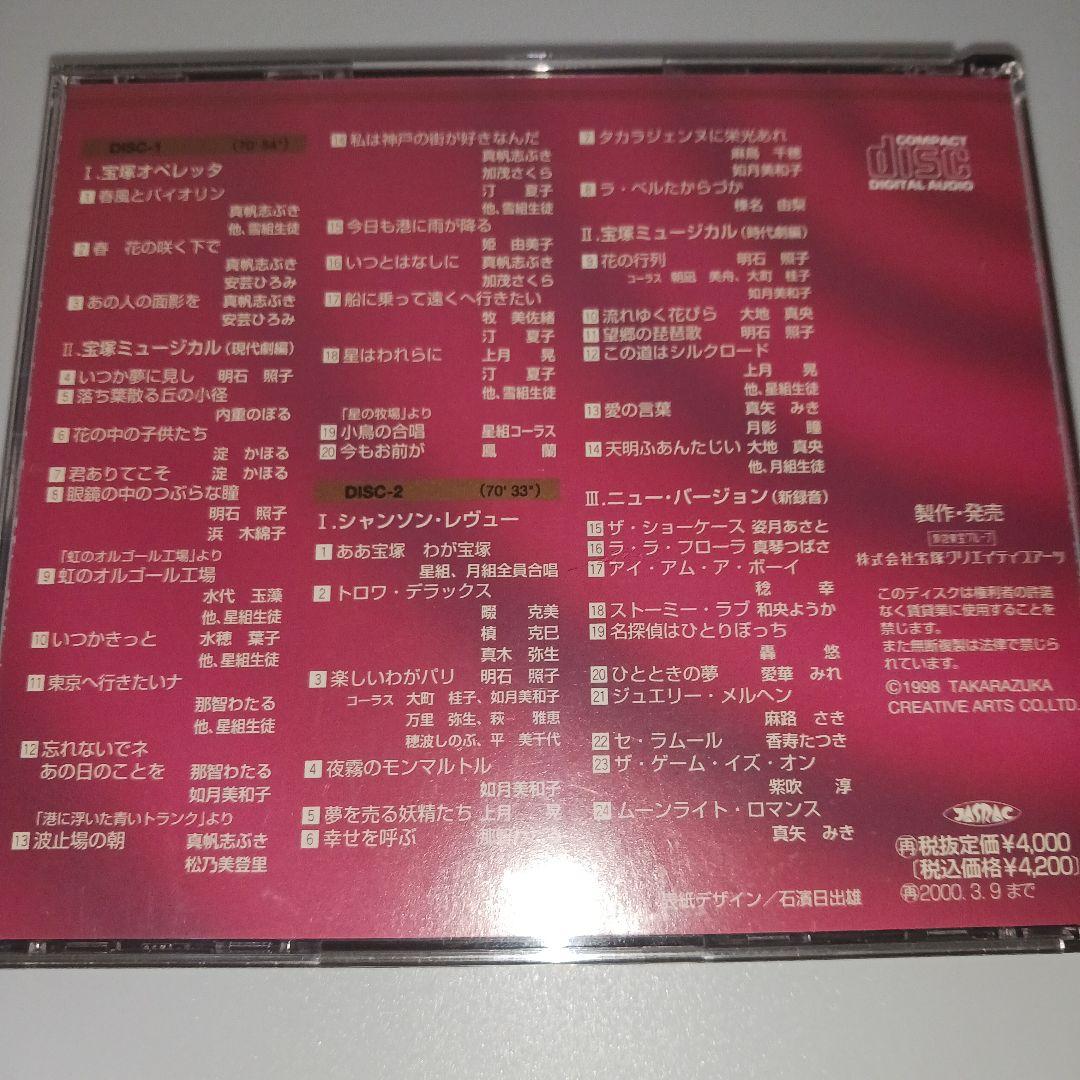 DISC-1 (70' 54")
Ⅰ.宝塚オペレッタ
1 春風とバイオリン
真帆志ぶき
他、雪組生徒
2 春 花の咲く下で
真帆志ぶき
安芸ひろみ
3 あの人の面影を 真帆志ぶき
安芸ひろみ
Ⅱ.宝塚ミュージカル(現代劇編)
4 いつか夢に見し 明石 照子
5 落ち葉散る丘の小径
内重のぼる
6 花の中の子供たち
淀 かほる
7 君ありてこそ 淀 かほる
8 眼鏡の中のつぶらな瞳
明石 照子
浜 木綿子
「虹のオルゴール工場」より
9 虹のオルゴール工場
水代 玉藻
他、星組生徒
10 いつかきっと 水穂 葉子
他、星組生徒
11 東京へ行きたいナ
那智わたる
他、星組生徒
12 忘れないでネ
あの日のことを 那智わたる
如月美和子
「港に浮いた青いトランク」より
13 波止場の朝 真帆志ぶき
松乃美登里
14 私は神戸の街が好きなんだ
真帆志ぶき
加茂さくら
汀 夏子
他、雪組生徒
15 今日も港に雨が降る
姫 由美子
16 いつとはなしに 真帆志ぶき
加茂さくら
17 船に乗って遠くへ行きたい
牧 美佐緒
汀 夏子
18 星はわれらに 上月 晃
汀 夏子
他、雪組生徒
「星の牧場」より
19 小鳥の合唱 星組コーラス
20 今もお前が 鳳 蘭
DISC-2 (70' 33")
Ⅰ.シャンソン・レヴュー
1 ああ宝塚 わが宝塚
星組、月組全員合唱
2 トロワ・デラックス
啜 克美
槙 克巳
真木 弥生
3 楽しいわがパリ 明石 照子
コーラス 大町 桂子、如月美和子
万里 弥生、萩 雅恵
穂波しのぶ、平 美千代
4 夜霧のモンマルトル
如月美和子
5 夢を売る妖精たち 上月 晃
6 幸せを呼ぶ
7 タカラジェンヌに栄光あれ
麻鳥 千穂
如月美和子
8 ラ・ベルたからづか
榛名 由梨
Ⅱ.宝塚ミュージカル(時代劇編)
9 花の行列 明石 照子
コーラス 朝凪 美舟、大町 桂子
如月美和子
10 流れゆく花びら 大地 真央
11 望郷の琵琶歌 明石 照子
12 この道はシルクロード
上月 晃
他、星組生徒
13 愛の言葉 真矢 みき
月影 瞳
14 天明ふあんたじい 大地 真央
他、月組生徒
Ⅲ.ニュー・バージョン(新録音)
15 ザ・ショーケース 姿月あさと
16 ラ・ラ・フローラ 真琴つばさ
17 アイ・アム・ア・ボーイ
稔 幸
18 ストーミー・ラブ 和央ようか
19 名探偵はひとりぼっち
轟 悠
20 ひとときの夢 愛華 みれ
21 ジュエリー・メルヘン
麻路 さき
22 セ・ラムール 香寿たつき
23 ザ・ゲーム・イズ・オン
紫吹 淳
24 ムーンライト・ロマンス
真矢 みき
表紙デザイン/石濱日出雄
COMPACT
disc
DIGITAL AUDIO
製作・発売
阪急東宝グループ
株式会社宝塚クリエイティブアーツ
このディスクは権利者の許諾
なく賃貸業に使用することを
禁じます。
また無断複製は法律で禁じら
れています。
©1998 TAKARAZUKA
CREATIVE ARTS CO.,LTD.
JASRAC
再税抜定価¥4,000
〔税込価格¥4,200〕
再2000.3.9まで